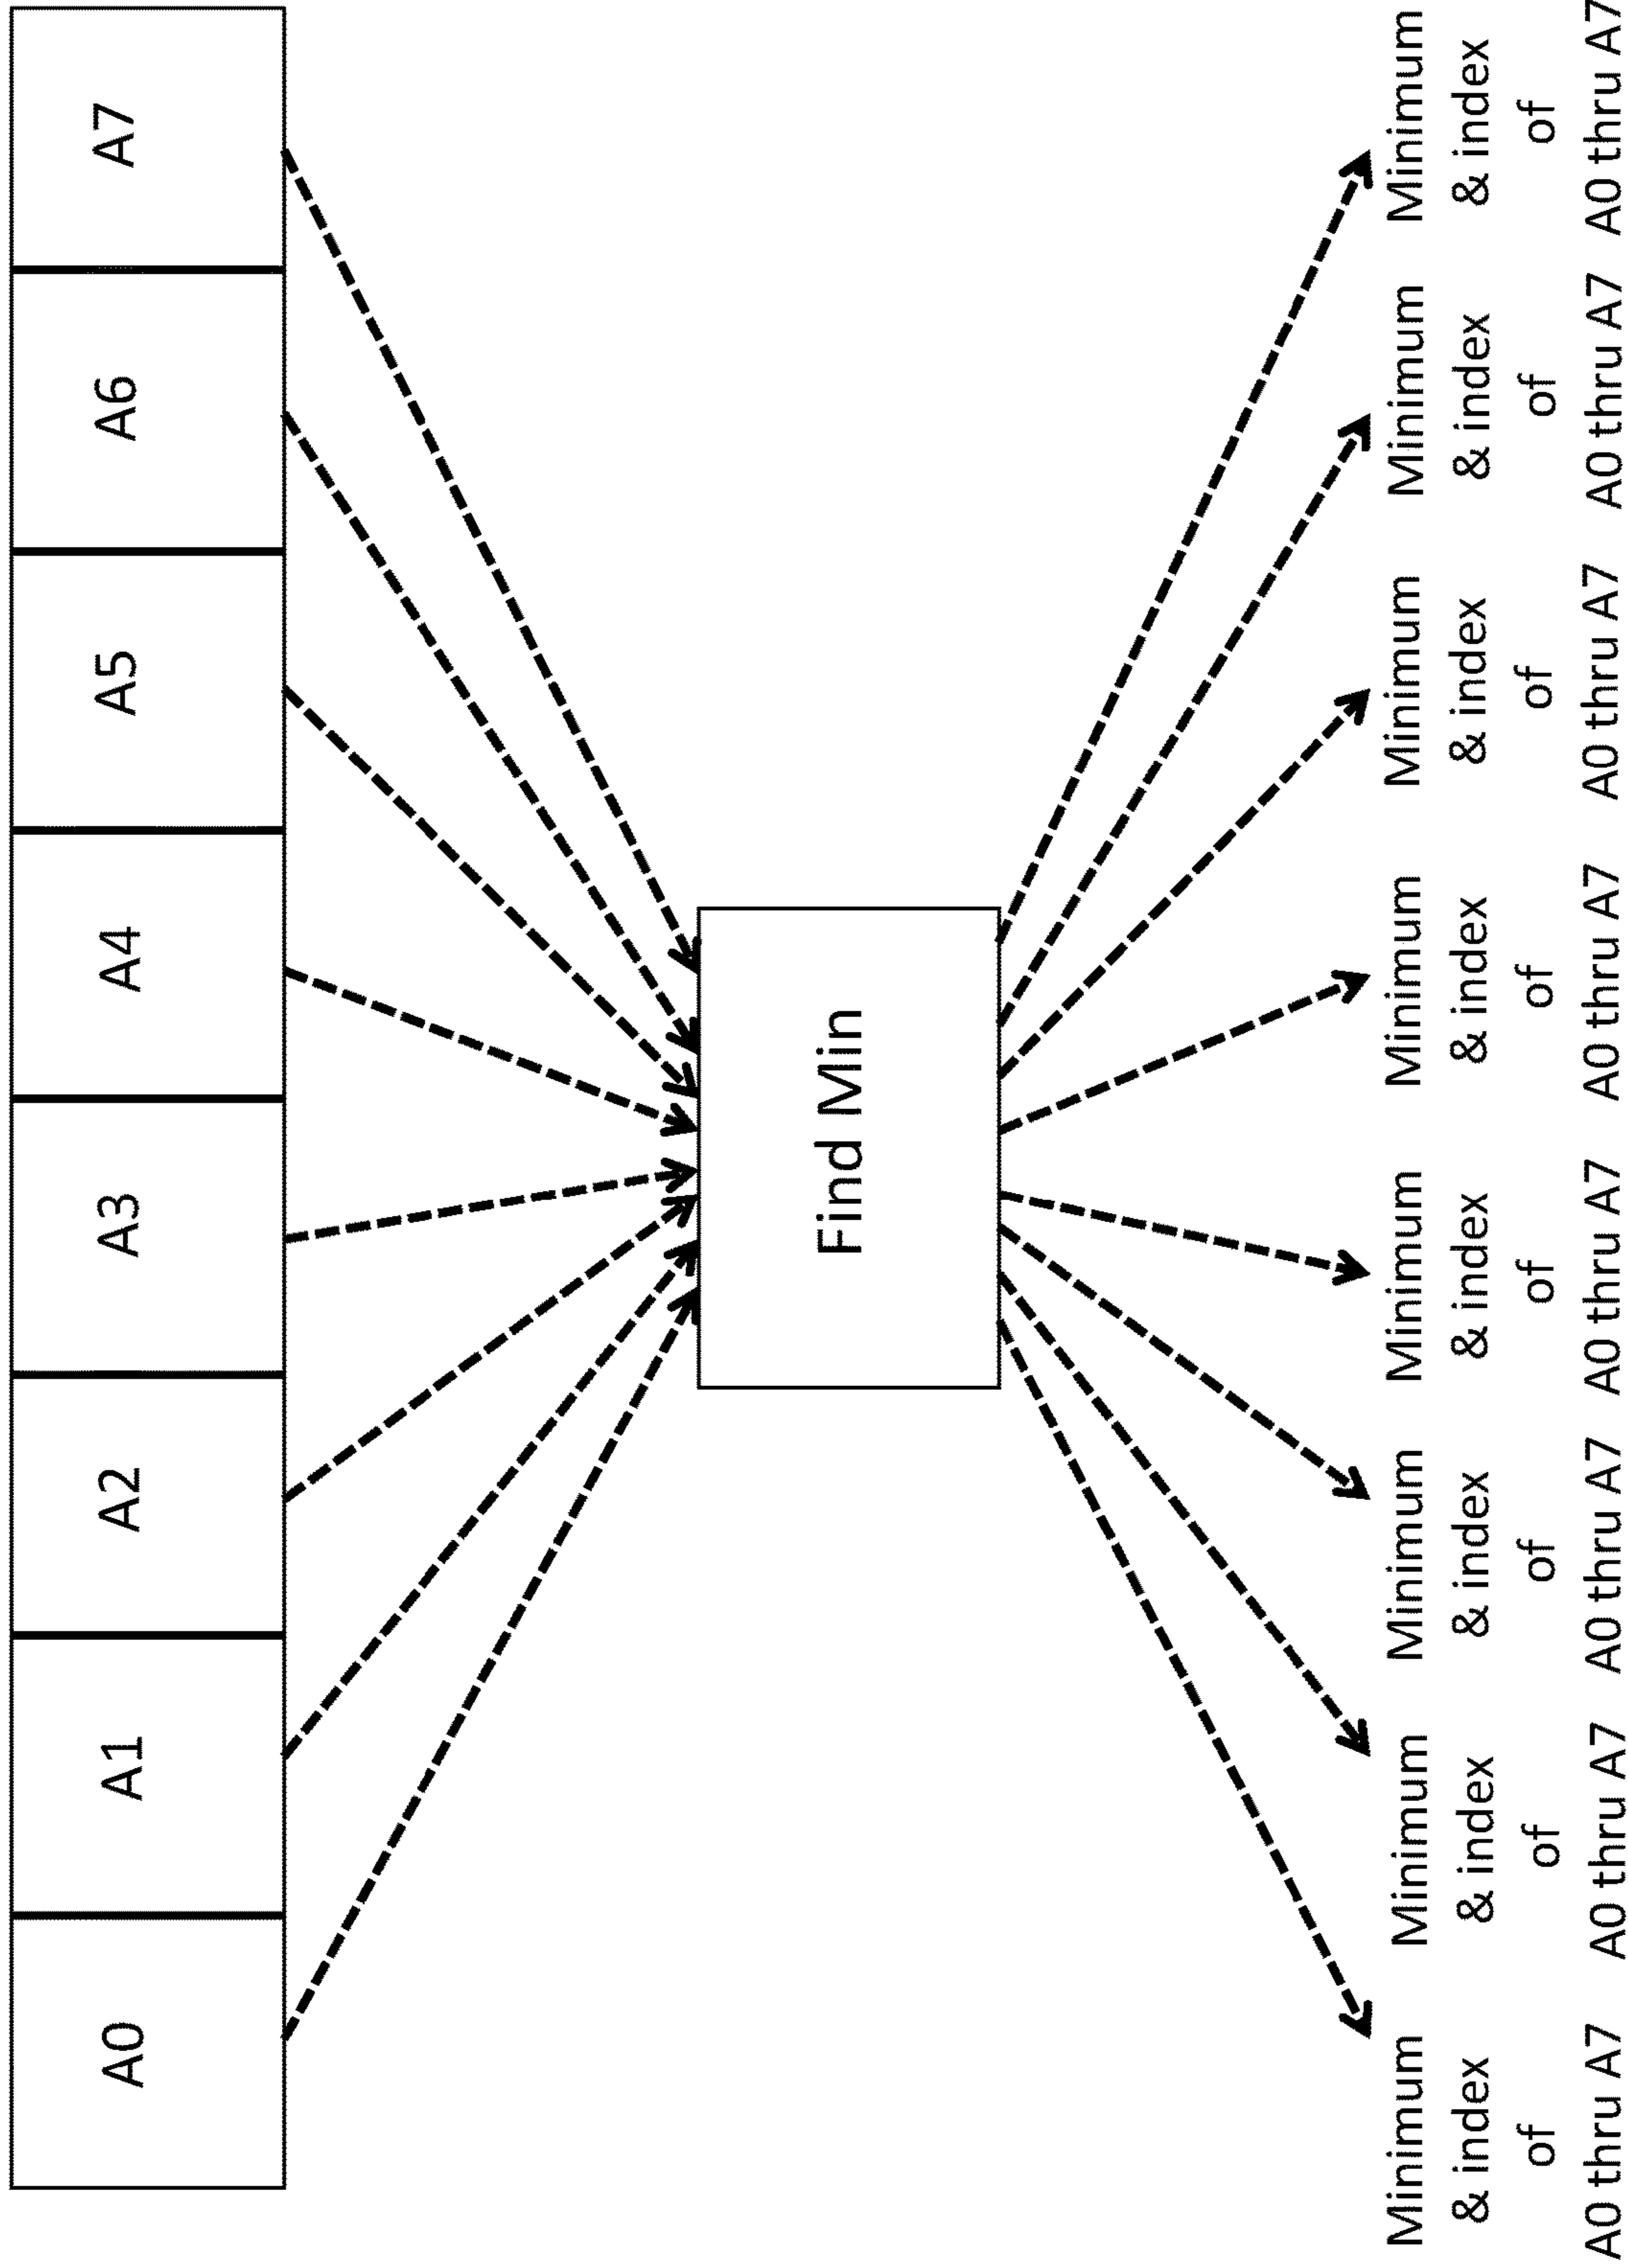 A0
A1
A2
A3
A4
A5
A6
A7
Find Min
Minimum
& index
of
A0 thru A7
Minimum
& index
of
A0 thru A7
Minimum
& index
of
A0 thru A7
Minimum
& index
of
A0 thru A7
Minimum
& index
of
A0 thru A7
Minimum
& index
of
A0 thru A7
Minimum
& index
of
A0 thru A7
Minimum
& index
of
A0 thru A7